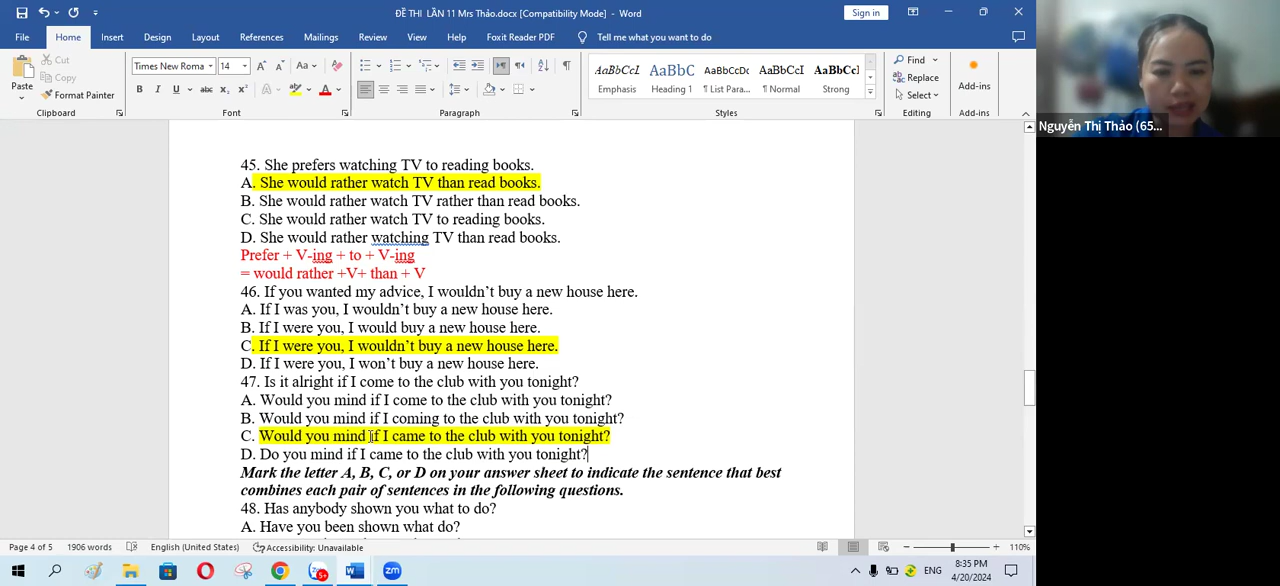 ĐỀ THI LẦN 11 Mrs Thảo.docx [Compatibility Mode] - Word
Sign in
File Home Insert Design Layout References Mailings Review View Help Foxit Reader PDF Tell me what you want to do
Paste
Cut
Copy
Format Painter
Clipboard
Times New Roma 14
Font
Paragraph
AaBbCcI AaBbC AaBbCcDc AaBbCcI AaBbCcl
Emphasis Heading 1 ¶ List Para... ¶ Normal Strong
Styles
Find
Replace
Select
Editing
Add-ins
Add-ins
Nguyễn Thị Thảo (65...
45. She prefers watching TV to reading books.
A. She would rather watch TV than read books.
B. She would rather watch TV rather than read books.
C. She would rather watch TV to reading books.
D. She would rather watching TV than read books.
Prefer + V-ing + to + V-ing
= would rather +V+ than + V
46. If you wanted my advice, I wouldn’t buy a new house here.
A. If I was you, I wouldn’t buy a new house here.
B. If I were you, I would buy a new house here.
C. If I were you, I wouldn’t buy a new house here.
D. If I were you, I won’t buy a new house here.
47. Is it alright if I come to the club with you tonight?
A. Would you mind if I come to the club with you tonight?
B. Would you mind if I coming to the club with you tonight?
C. Would you mind if I came to the club with you tonight?
D. Do you mind if I came to the club with you tonight?
Mark the letter A, B, C, or D on your answer sheet to indicate the sentence that best
combines each pair of sentences in the following questions.
48. Has anybody shown you what to do?
A. Have you been shown what do?
Page 4 of 5 1906 words English (United States) Accessibility: Unavailable 110%
ENG
8:35 PM
4/20/2024